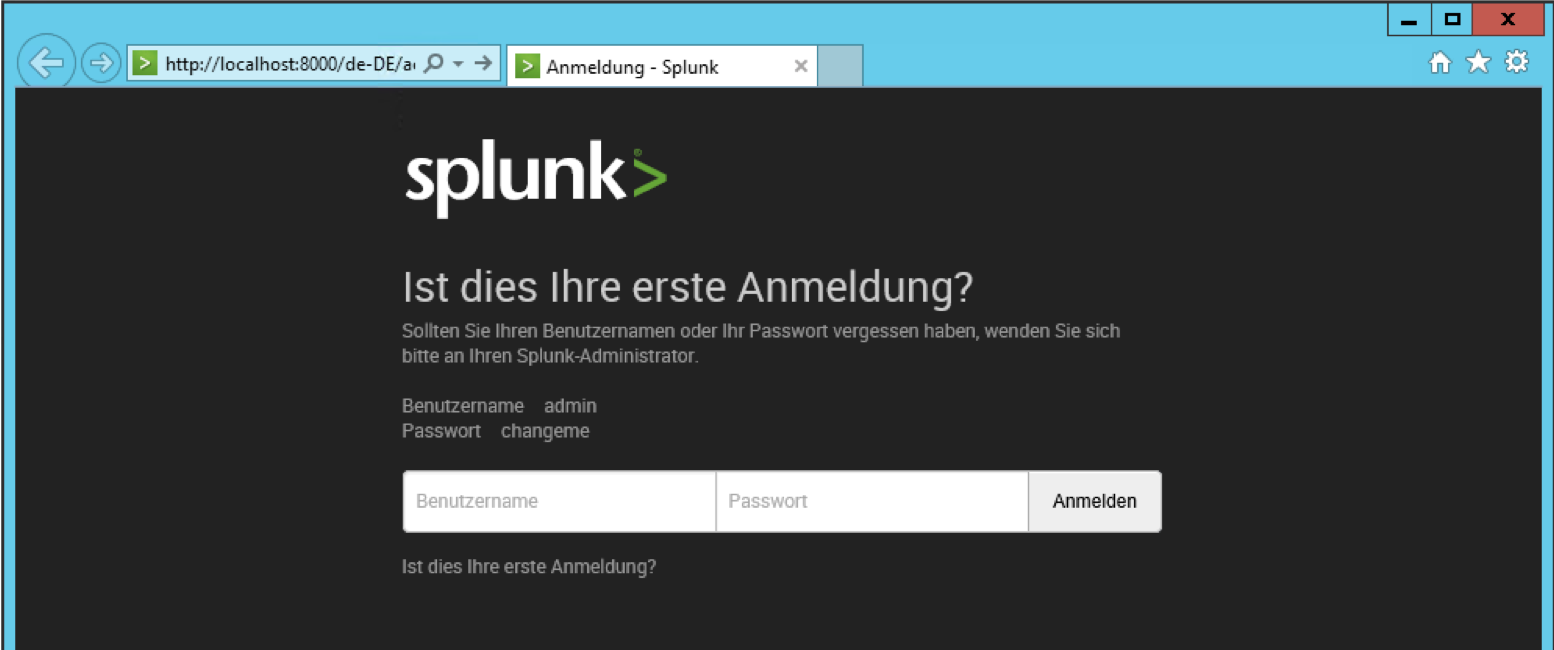 http://localhost:8000/de-DE/a
Anmeldung - Splunk
splunk>
Ist dies Ihre erste Anmeldung?
Sollten Sie Ihren Benutzernamen oder Ihr Passwort vergessen haben, wenden Sie sich
bitte an Ihren Splunk-Administrator.
Benutzername admin
Passwort changeme
Benutzername Passwort Anmelden
Ist dies Ihre erste Anmeldung?